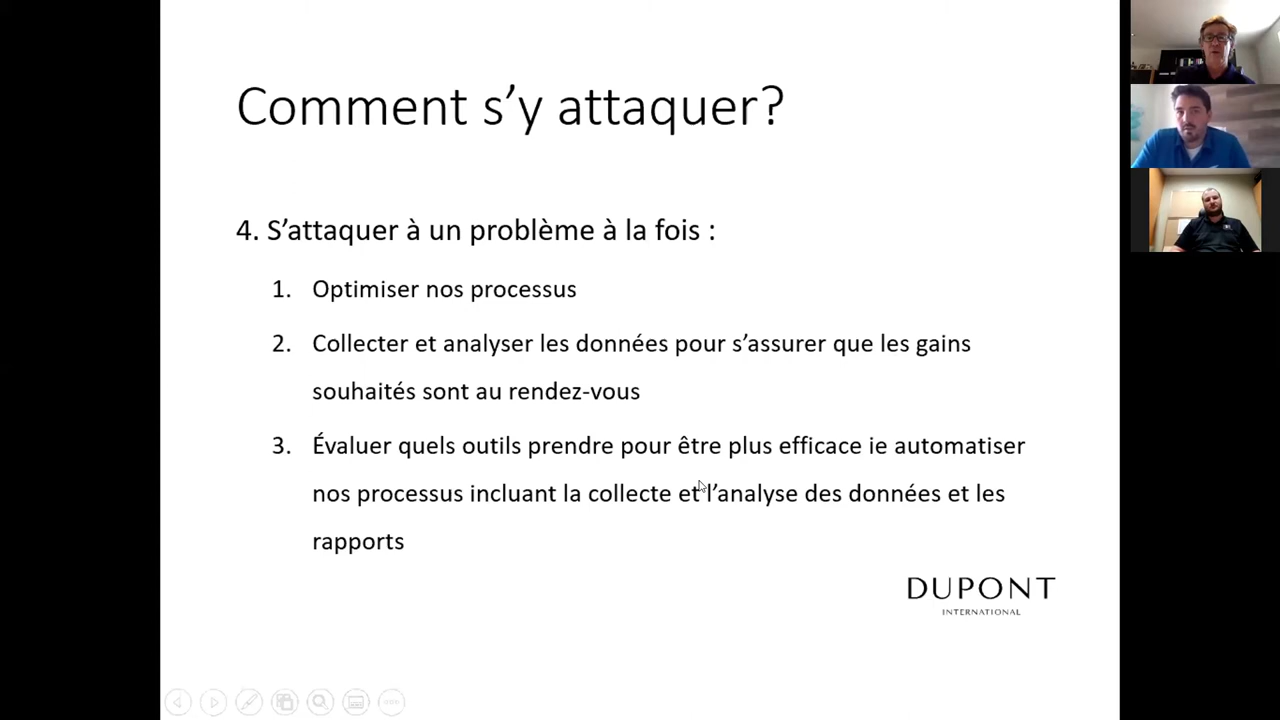 Comment s’y attaquer?
4. S’attaquer à un problème à la fois :
1. Optimiser nos processus
2. Collecter et analyser les données pour s’assurer que les gains
souhaités sont au rendez-vous
3. Évaluer quels outils prendre pour être plus efficace ie automatiser
nos processus incluant la collecte et l’analyse des données et les
rapports
DUPONT
INTERNATIONAL